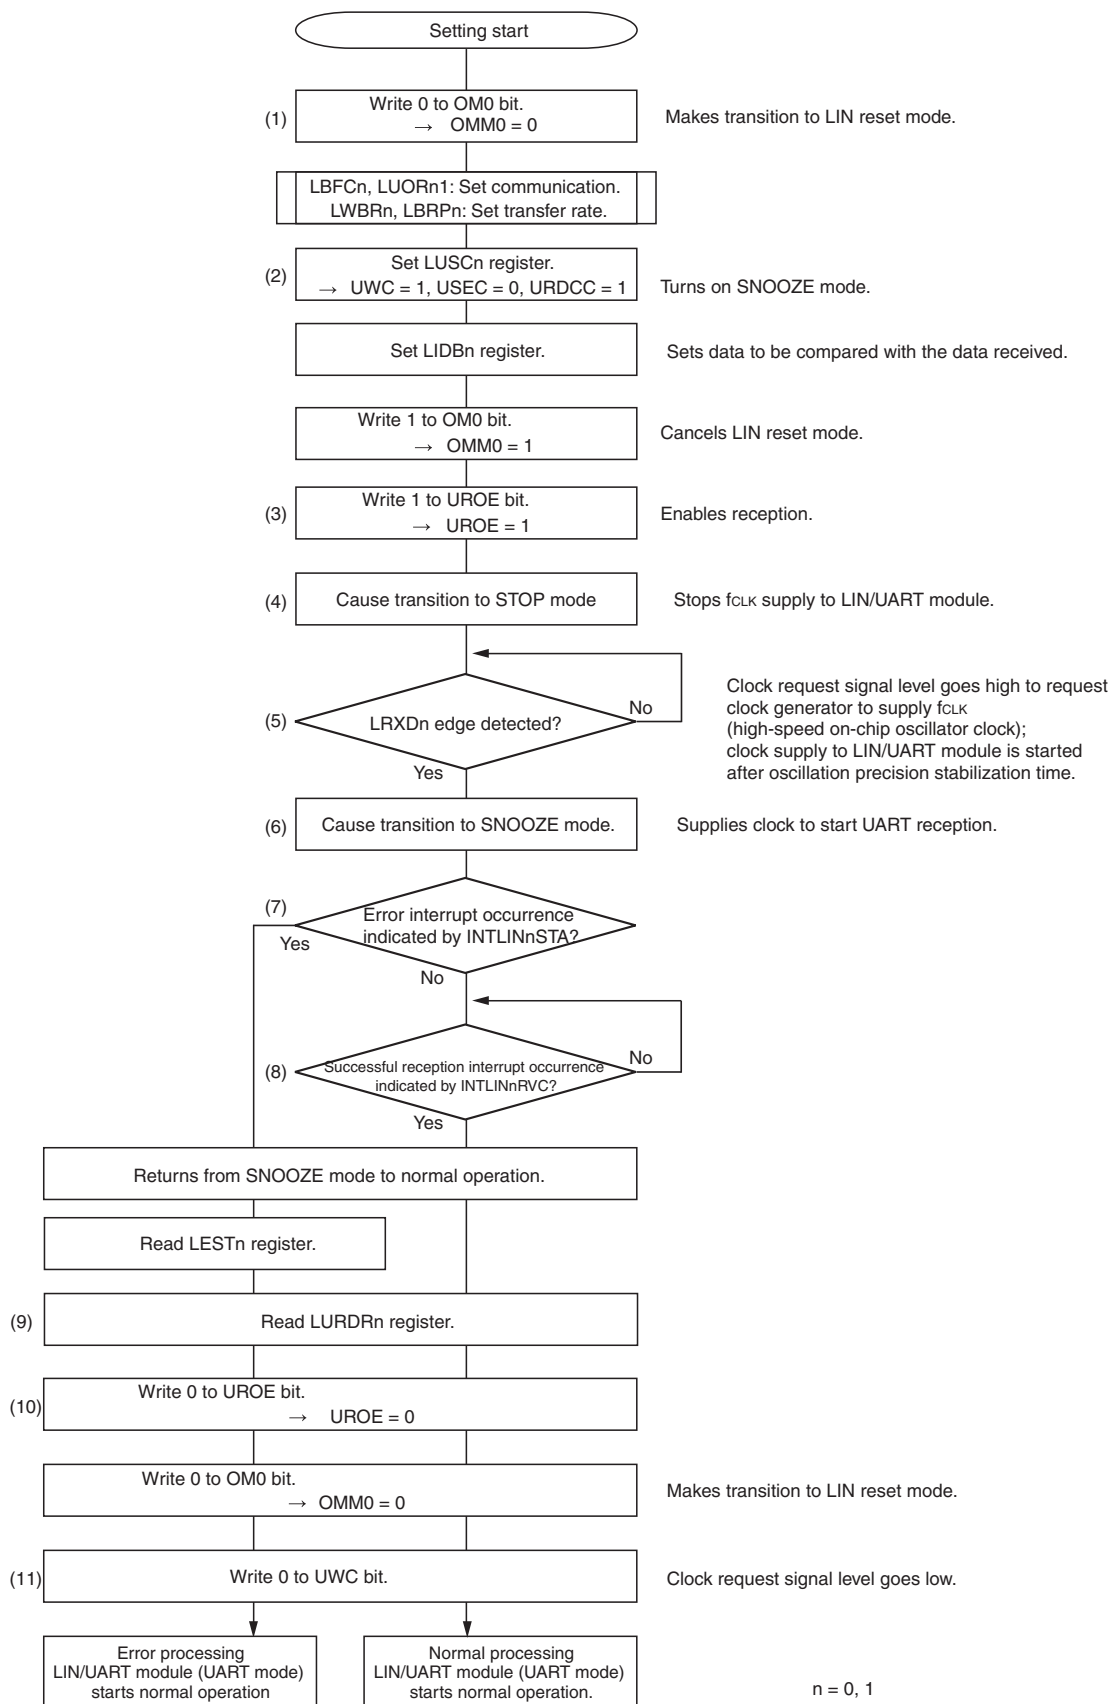 Setting start
(1)
Write 0 to OM0 bit.
→ OMM0 = 0
Makes transition to LIN reset mode.
LBFCn, LUORn1: Set communication.
LWBRn, LBRPn: Set transfer rate.
(2)
Set LUSCn register.
→ UWC = 1, USEC = 0, URDCC = 1
Turns on SNOOZE mode.
Set LIDBn register.
Sets data to be compared with the data received.
Write 1 to OM0 bit.
→ OMM0 = 1
Cancels LIN reset mode.
(3)
Write 1 to UROE bit.
→ UROE = 1
Enables reception.
(4)
Cause transition to STOP mode
Stops fCLK supply to LIN/UART module.
(5)
LRXDn edge detected?
No
Yes
Clock request signal level goes high to request
clock generator to supply fCLK
(high-speed on-chip oscillator clock);
clock supply to LIN/UART module is started
after oscillation precision stabilization time.
(6)
Cause transition to SNOOZE mode.
Supplies clock to start UART reception.
(7)
Error interrupt occurrence
indicated by INTLINnSTA?
Yes
No
(8)
Successful reception interrupt occurrence
indicated by INTLINnRVC?
No
Yes
Returns from SNOOZE mode to normal operation.
Read LESTn register.
(9)
Read LURDRn register.
(10)
Write 0 to UROE bit.
→ UROE = 0
Write 0 to OM0 bit.
→ OMM0 = 0
Makes transition to LIN reset mode.
(11)
Write 0 to UWC bit.
Clock request signal level goes low.
Error processing
LIN/UART module (UART mode)
starts normal operation
Normal processing
LIN/UART module (UART mode)
starts normal operation.
n = 0, 1